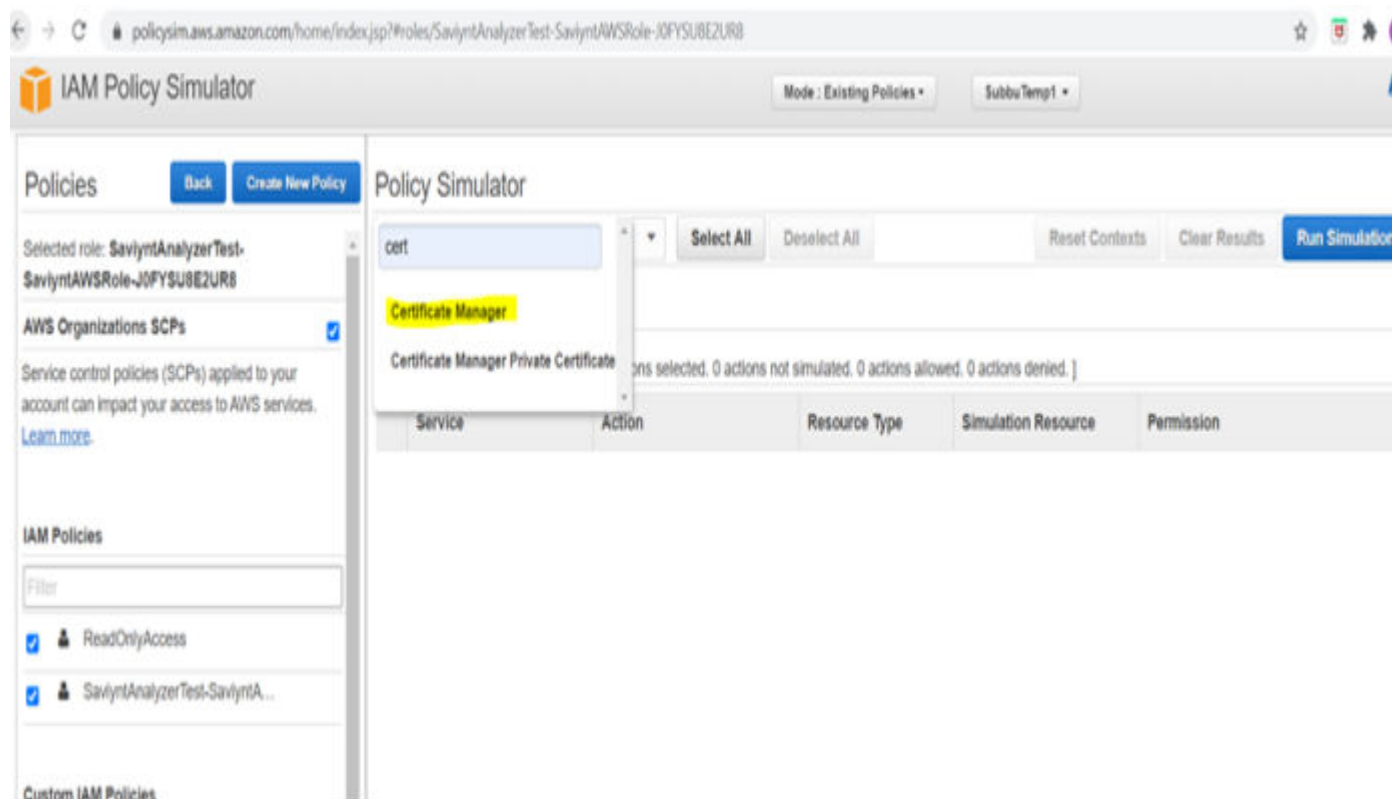 policysim.aws.amazon.com/home/index.jsp?#roles/SaviyntAnalyzerTest-SaviyntAWSRole-J0FYSU8E2UR8
IAM Policy Simulator
Mode : Existing Policies
SubbuTemp1
Policies
Back
Create New Policy
Selected role: SaviyntAnalyzerTest-
SaviyntAWSRole-J0FYSU8E2UR8
AWS Organizations SCPs
Service control policies (SCPs) applied to your
account can impact your access to AWS services.
Learn more.
IAM Policies
Filter
ReadOnlyAccess
SaviyntAnalyzerTest-SaviyntA...
Custom IAM Policies
Policy Simulator
cert
Select All
Deselect All
Reset Contexts
Clear Results
Run Simulation
Certificate Manager
Certificate Manager Private Certificate
ons selected. 0 actions not simulated. 0 actions allowed. 0 actions denied. ]
Service Action Resource Type Simulation Resource Permission